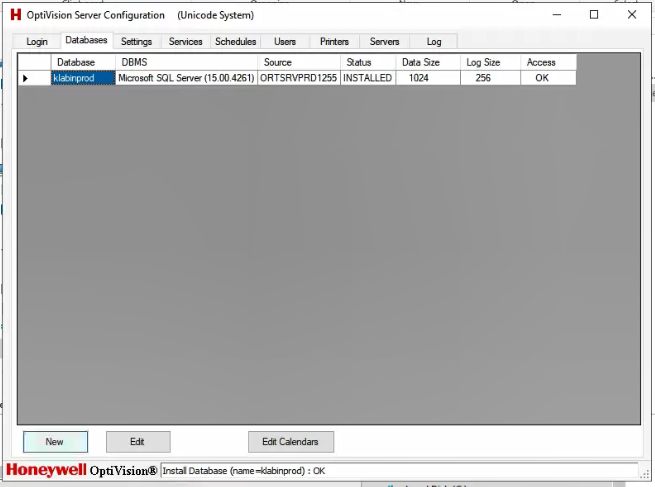 OptiVision Server Configuration (Unicode System)
Login Databases Settings Services Schedules Users Printers Servers Log
Database DBMS Source Status Data Size Log Size Access
klabinprod Microsoft SQL Server (15.00.4261) ORTSRVPRD1255 INSTALLED 1024 256 OK
New Edit Edit Calendars
Honeywell OptiVision® Install Database (name=klabinprod) : OK